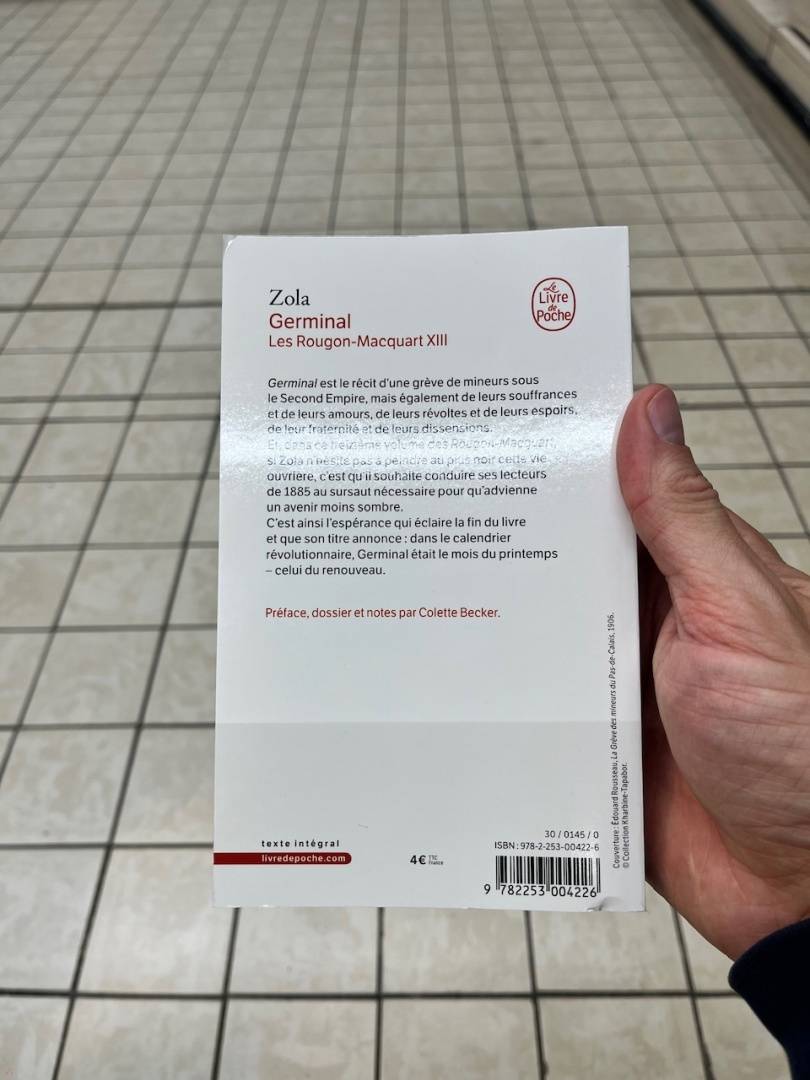 Zola
Germinal
Les Rougon-Macquart XIII
Le
Livre
de
Poche
Germinal est le récit d'une grève de mineurs sous
le Second Empire, mais également de leurs souffrances
et de leurs amours, de leurs révoltes et de leurs espoirs,
de leur fraternité et de leurs dissensions.
Et, dans ce treizième volume des Rougon-Macquart,
si Zola n'hésite pas à peindre au plus noir cette vie
ouvrière, c'est qu'il souhaite conduire ses lecteurs
de 1885 au sursaut nécessaire pour qu'advienne
un avenir moins sombre.
C'est ainsi l'espérance qui éclaire la fin du livre
et que son titre annonce : dans le calendrier
révolutionnaire, Germinal était le mois du printemps
– celui du renouveau.
Préface, dossier et notes par Colette Becker.
Couverture : Édouard Rousseau, La Grève des mineurs du Pas-de-Calais, 1906.
© Collection Kharbine-Tapabor.
texte intégral
livredepoche.com
4€ TTC
France
30 / 0145 / 0
ISBN : 978-2-253-00422-6
9 782253 004226